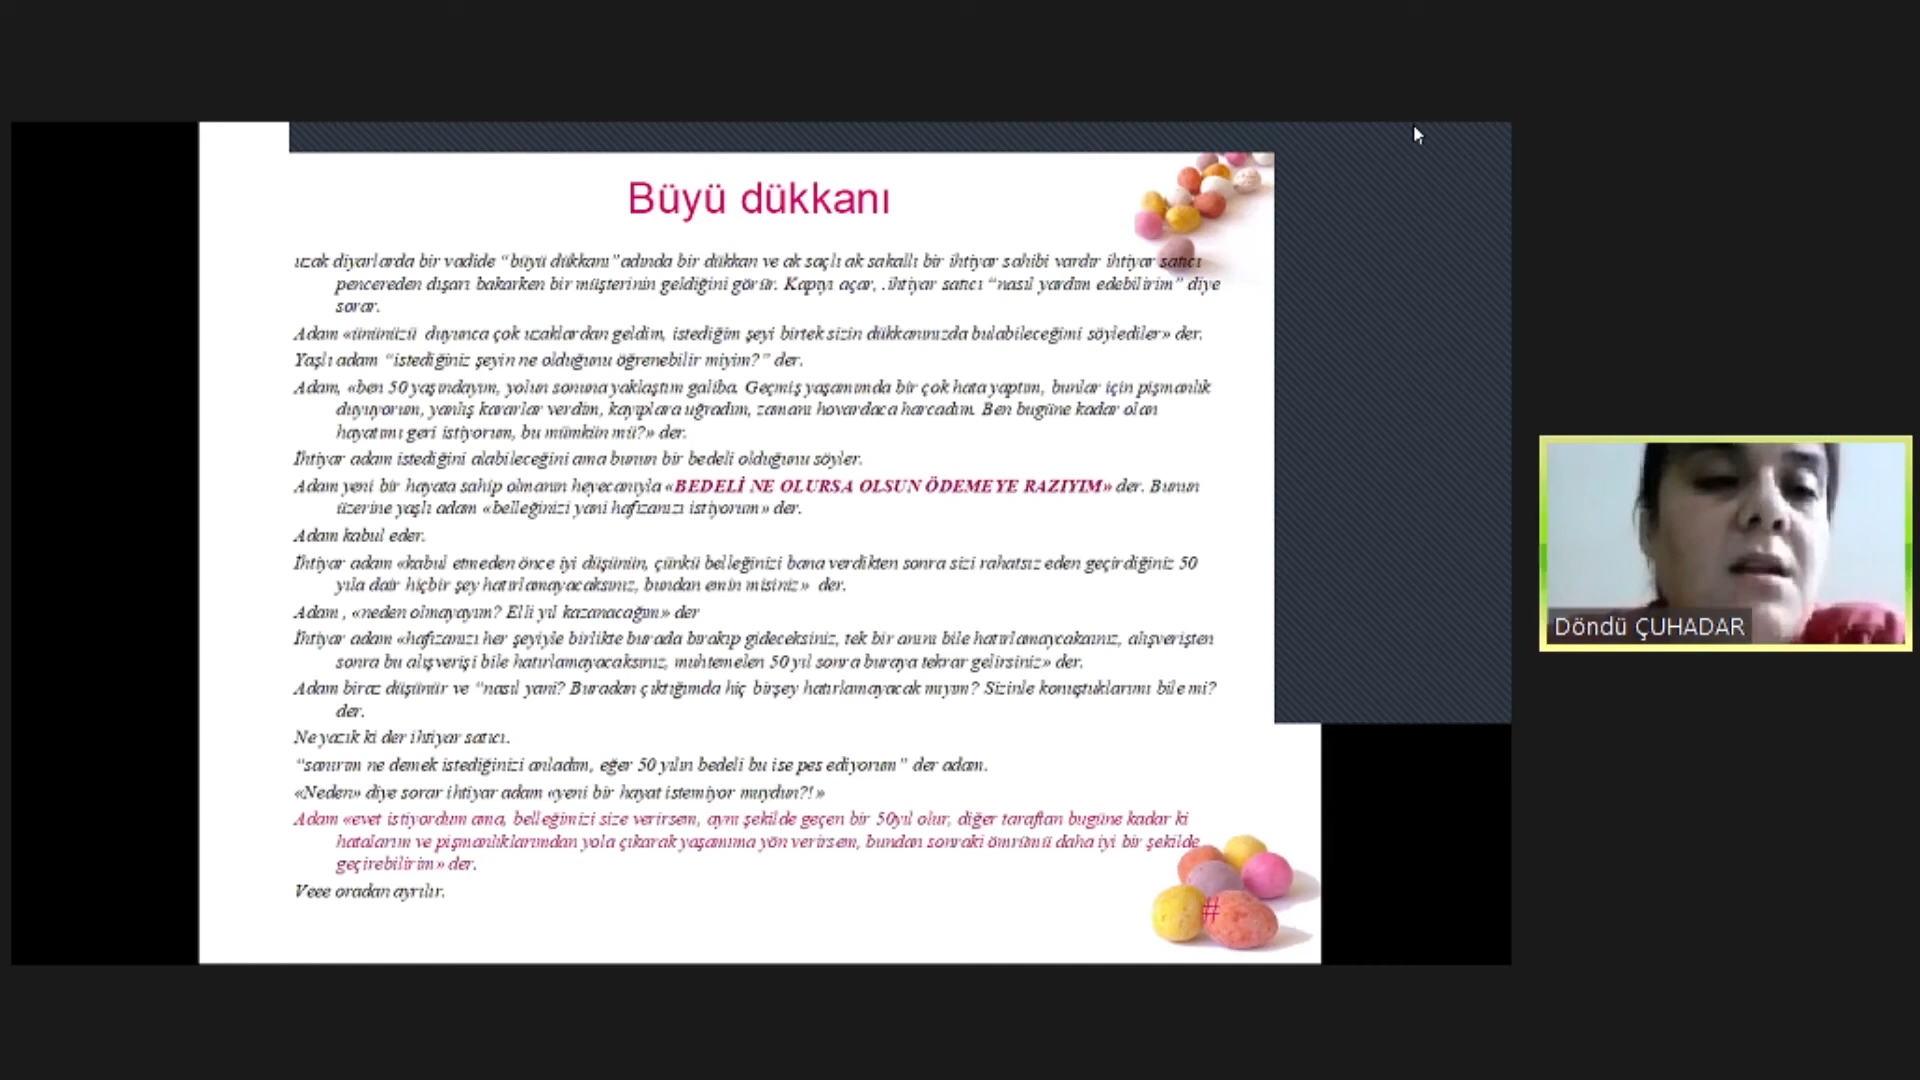 Büyü dükkanı
uzak diyarlarda bir vadide “büyü dükkanı”adında bir dükkan ve ak saçlı ak sakallı bir ihtiyar sahibi vardır ihtiyar satıcı
pencereden dışarı bakarken bir müşterinin geldiğini görür. Kapıyı açar, .ihtiyar satıcı “nasıl yardım edebilirim” diye
sorar.
Adam «ününüzü duyunca çok uzaklardan geldim, istediğim şeyi birtek sizin dükkanınızda bulabileceğimi söylediler» der.
Yaşlı adam “istediğiniz şeyin ne olduğunu öğrenebilir miyim?” der.
Adam, «ben 50 yaşındayım, yolun sonuna yaklaştım galiba. Geçmiş yaşamımda bir çok hata yaptım, bunlar için pişmanlık
duyuyorum, yanlış kararlar verdim, kayıplara uğradım, zamanı hovardaca harcadım. Ben bugüne kadar olan
hayatımı geri istiyorum, bu mümkün mü?» der.
İhtiyar adam istediğini alabileceğini ama bunun bir bedeli olduğunu söyler.
Adam yeni bir hayata sahip olmanın heyecanıyla «BEDELİ NE OLURSA OLSUN ÖDEMEYE RAZIYIM» der. Bunun
üzerine yaşlı adam «belleğinizi yani hafızanızı istiyorum» der.
Adam kabul eder.
İhtiyar adam «kabul etmeden önce iyi düşünün, çünkü belleğinizi bana verdikten sonra sizi rahatsız eden geçirdiğiniz 50
yıla dair hiçbir şey hatırlamayacaksınız, bundan emin misiniz» der.
Adam , «neden olmayayım? Elli yıl kazanacağım» der
İhtiyar adam «hafızanızı her şeyiyle birlikte burada bırakıp gideceksiniz, tek bir anını bile hatırlamaycakaınız, alışverişten
sonra bu alışverişi bile hatırlamayacaksınız, muhtemelen 50 yıl sonra buraya tekrar gelirsiniz» der.
Adam biraz düşünür ve “nasıl yani? Buradan çıktığımda hiç birşey hatırlamayacak mıyım? Sizinle konuştuklarımı bile mi?
der.
Ne yazık ki der ihtiyar satıcı.
“sanırım ne demek istediğinizi anladım, eğer 50 yılın bedeli bu ise pes ediyorum” der adam.
«Neden» diye sorar ihtiyar adam «yeni bir hayat istemiyor muydun?!»
Adam «evet istiyordum ama, belleğimizi size verirsem, aynı şekilde geçen bir 50yıl olur, diğer taraftan bugüne kadar ki
hatalarım ve pişmanlıklarımdan yola çıkarak yaşamıma yön verirsem, bundan sonraki ömrümü daha iyi bir şekilde
geçirebilirim» der.
Veee oradan ayrılır.
#
Döndü ÇUHADAR